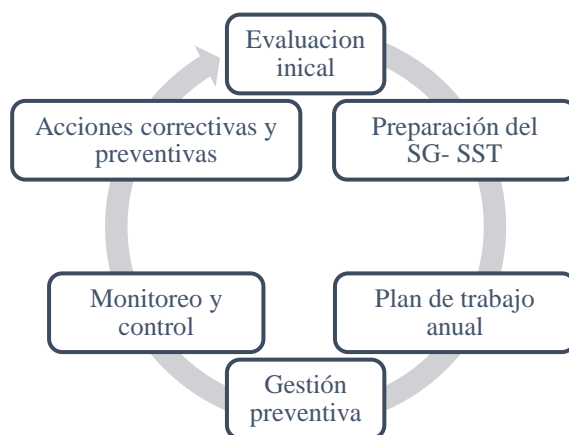 Evaluacion
inical
Preparación del
SG- SST
Plan de trabajo
anual
Gestión
preventiva
Monitoreo y
control
Acciones correctivas y
preventivas